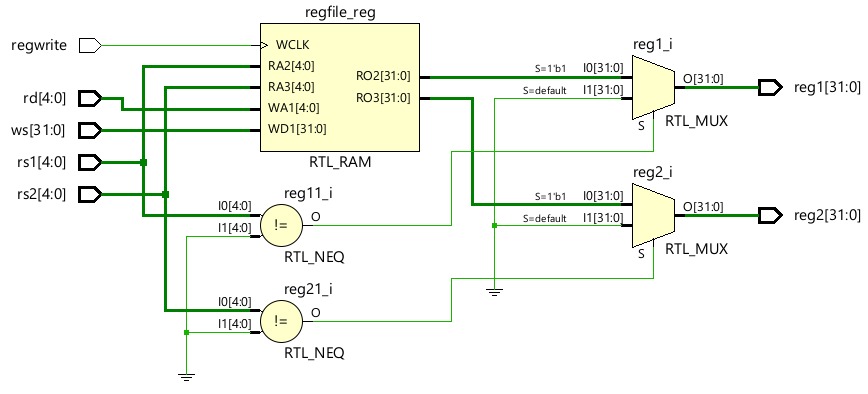 regfile_reg
regwrite
WCLK
RA2[4:0]
RA3[4:0]
WA1[4:0]
WD1[31:0]
RO2[31:0]
RO3[31:0]
RTL_RAM
rd[4:0]
ws[31:0]
rs1[4:0]
rs2[4:0]
reg1_i
S=1'b1
I0[31:0]
S=default
I1[31:0]
O[31:0]
S
RTL_MUX
reg1[31:0]
reg11_i
I0[4:0]
I1[4:0]
!=
O
RTL_NEQ
reg2_i
S=1'b1
I0[31:0]
S=default
I1[31:0]
O[31:0]
S
RTL_MUX
reg2[31:0]
reg21_i
I0[4:0]
I1[4:0]
!=
O
RTL_NEQ